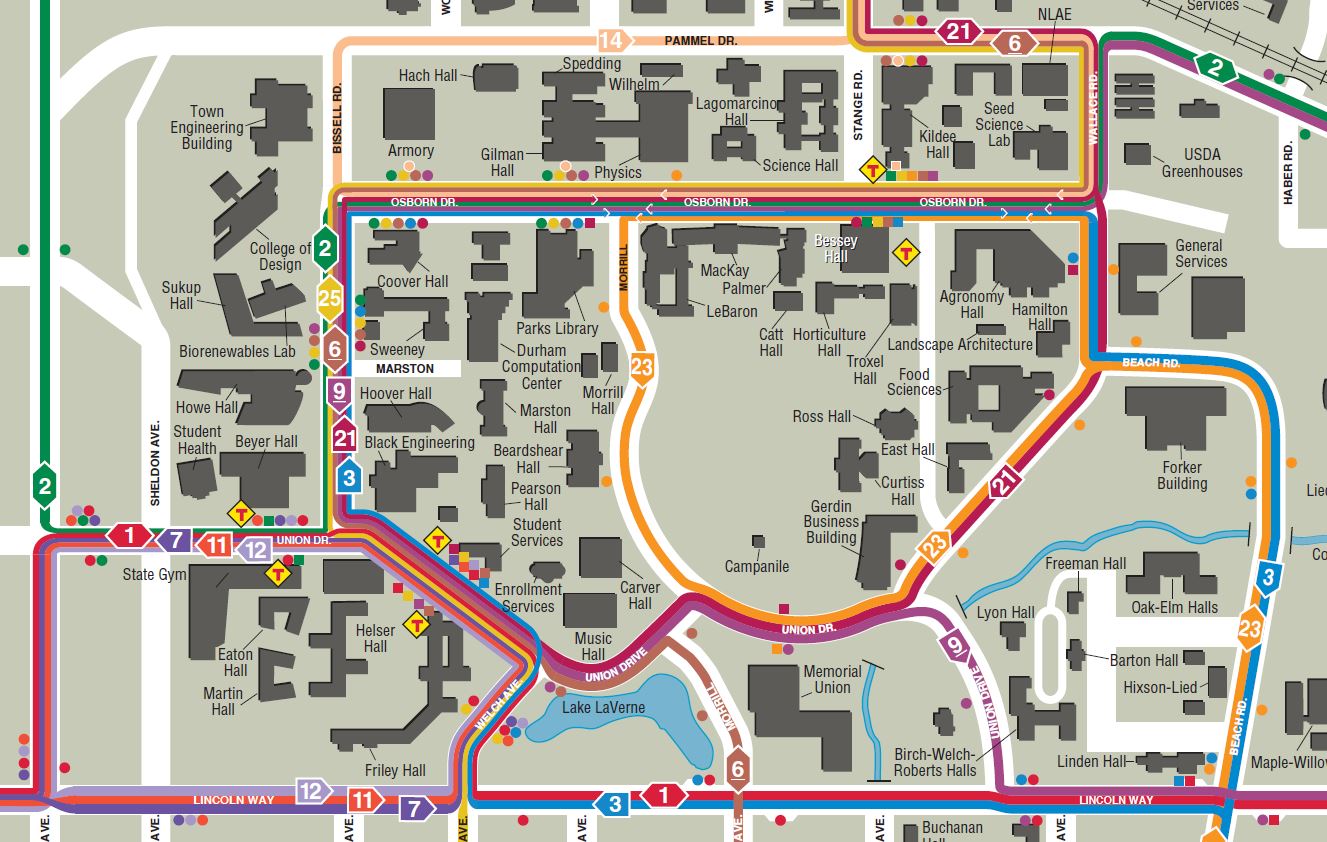 WO
WI
Services
NLAE
14
PAMMEL DR.
21
6
2
Hach Hall
Spedding
Wilhelm
STANGE RD.
WALLACE RD.
BISSELL RD.
Town
Engineering
Building
Armory
Gilman
Hall
Physics
Lagomarcino
Hall
Science Hall
Kildee
Hall
Seed
Science
Lab
USDA
Greenhouses
HABER RD.
T
OSBORN DR.
OSBORN DR.
OSBORN DR.
2
College of
Design
Coover Hall
MORRILL
MacKay
Palmer
LeBaron
Bessey
Hall
T
General
Services
Sukup
Hall
25
Parks Library
Catt
Hall
Horticulture
Hall
Troxel
Hall
Agronomy
Hall
Hamilton
Hall
Landscape Architecture
Biorenewables Lab
6
Sweeney
MARSTON
Durham
Computation
Center
Morrill
Hall
23
BEACH RD.
Howe Hall
9
Hoover Hall
Marston
Hall
Food
Sciences
Ross Hall
Student
Health
Beyer Hall
21
Black Engineering
Beardshear
Hall
East Hall
SHELDON AVE.
3
Pearson
Hall
Curtiss
Hall
21
Forker
Building
2
T
Student
Services
Gerdin
Business
Building
1
7
11
12
UNION DR.
T
23
Lied
Co
State Gym
T
Enrollment
Services
Carver
Hall
Campanile
Freeman Hall
3
Oak-Elm Halls
Helser
Hall
T
Music
Hall
UNION DR.
Lyon Hall
23
Eaton
Hall
UNION DRIVE
9
Barton Hall
Martin
Hall
WELCH AVE.
Lake LaVerne
MORRILL
Memorial
Union
UNION DRIVE
Hixson-Lied
BEACH RD.
Friley Hall
6
Birch-Welch-
Roberts Halls
Linden Hall
Maple-Willow
LINCOLN WAY
12
11
7
3
1
LINCOLN WAY
AVE.
AVE.
AVE.
AVE.
AVE.
AVE.
AVE.
AVE.
Buchanan
Hall